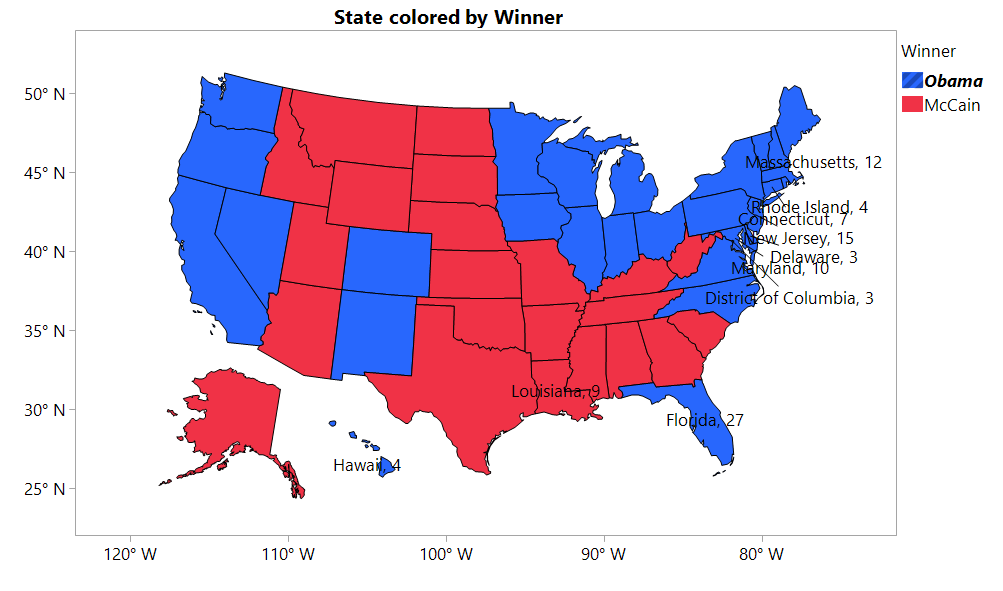 State colored by Winner
Winner
Obama
McCain
50° N
45° N
40° N
35° N
30° N
25° N
Massachusetts, 12
Rhode Island, 4
Connecticut, 7
New Jersey, 15
Delaware, 3
Maryland, 10
District of Columbia, 3
Louisiana, 9
Florida, 27
Hawaii, 4
120° W
110° W
100° W
90° W
80° W